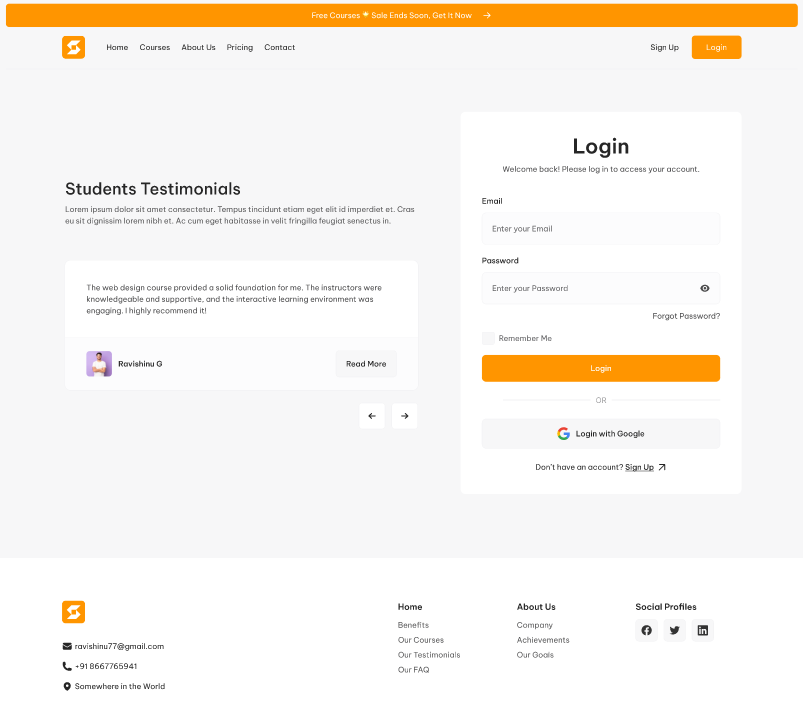 Free Courses 🌟 Sale Ends Soon, Get It Now
Home Courses About Us Pricing Contact
Sign Up Login
Students Testimonials
Lorem ipsum dolor sit amet consectetur. Tempus tincidunt etiam eget elit id imperdiet et. Cras
eu sit dignissim lorem nibh et. Ac cum eget habitasse in velit fringilla feugiat senectus in.
The web design course provided a solid foundation for me. The instructors were
knowledgeable and supportive, and the interactive learning environment was
engaging. I highly recommend it!
Ravishinu G
Read More
Login
Welcome back! Please log in to access your account.
Email
Enter your Email
Password
Enter your Password
Forgot Password?
Remember Me
Login
OR
Login with Google
Don't have an account? Sign Up
ravishinu77@gmail.com
+91 8667765941
Somewhere in the World
Home
Benefits
Our Courses
Our Testimonials
Our FAQ
About Us
Company
Achievements
Our Goals
Social Profiles